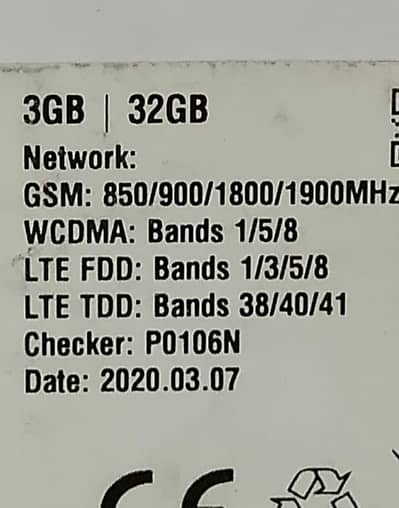 3GB | 32GB
Network:
GSM: 850/900/1800/1900MHz
WCDMA: Bands 1/5/8
LTE FDD: Bands 1/3/5/8
LTE TDD: Bands 38/40/41
Checker: P0106N
Date: 2020.03.07
CE